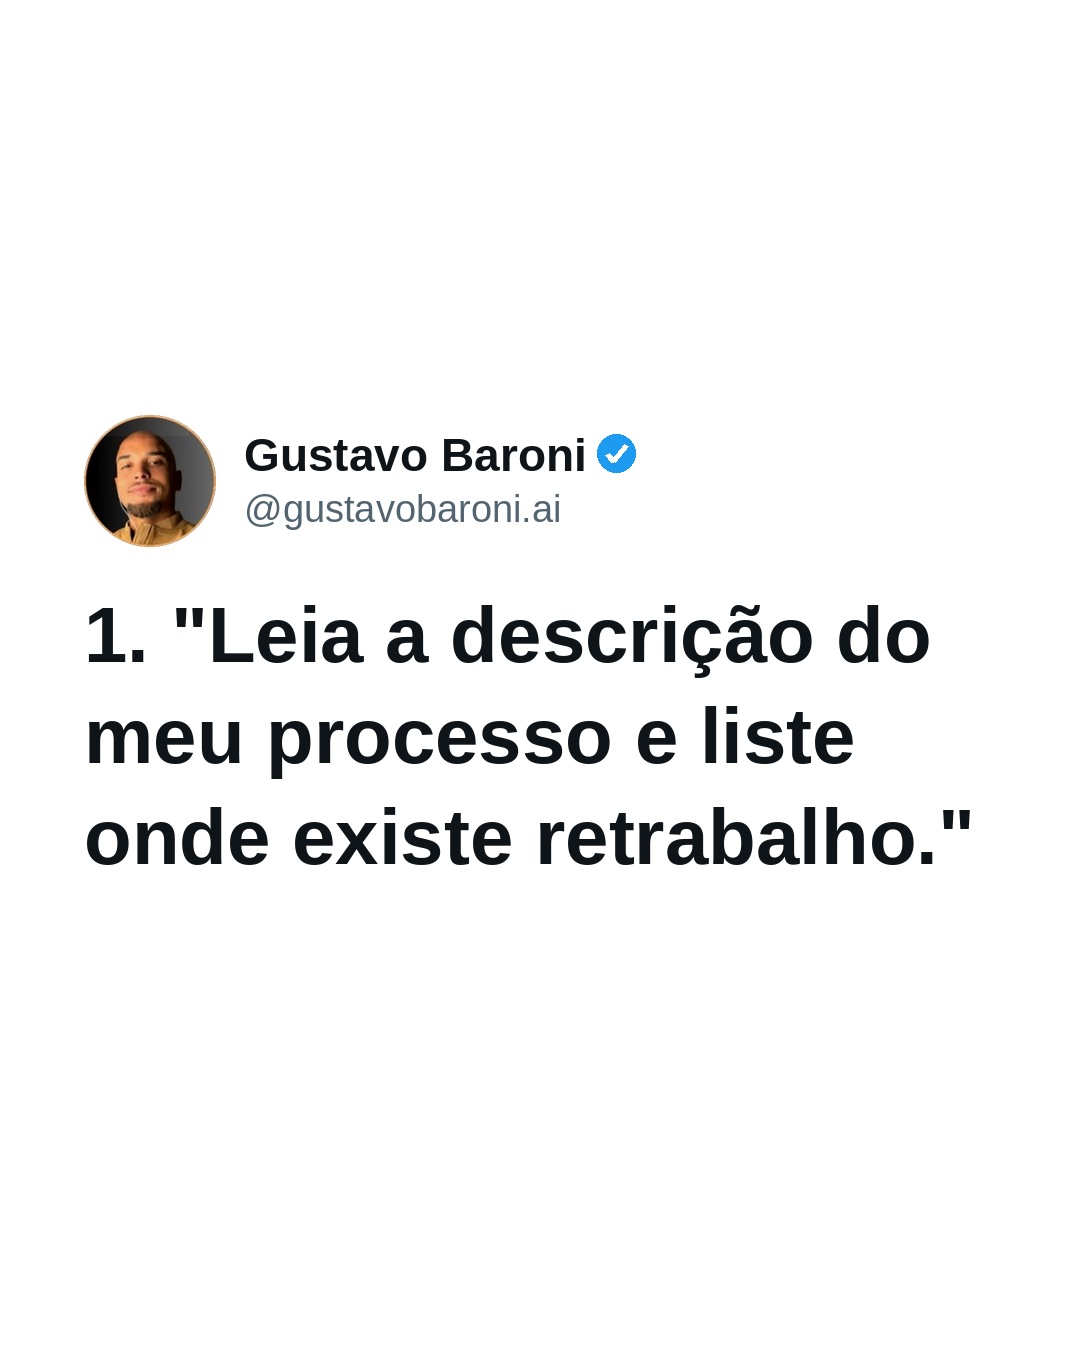 Gustavo Baroni
@gustavobaroni.ai
1. "Leia a descrição do
meu processo e liste
onde existe retrabalho."